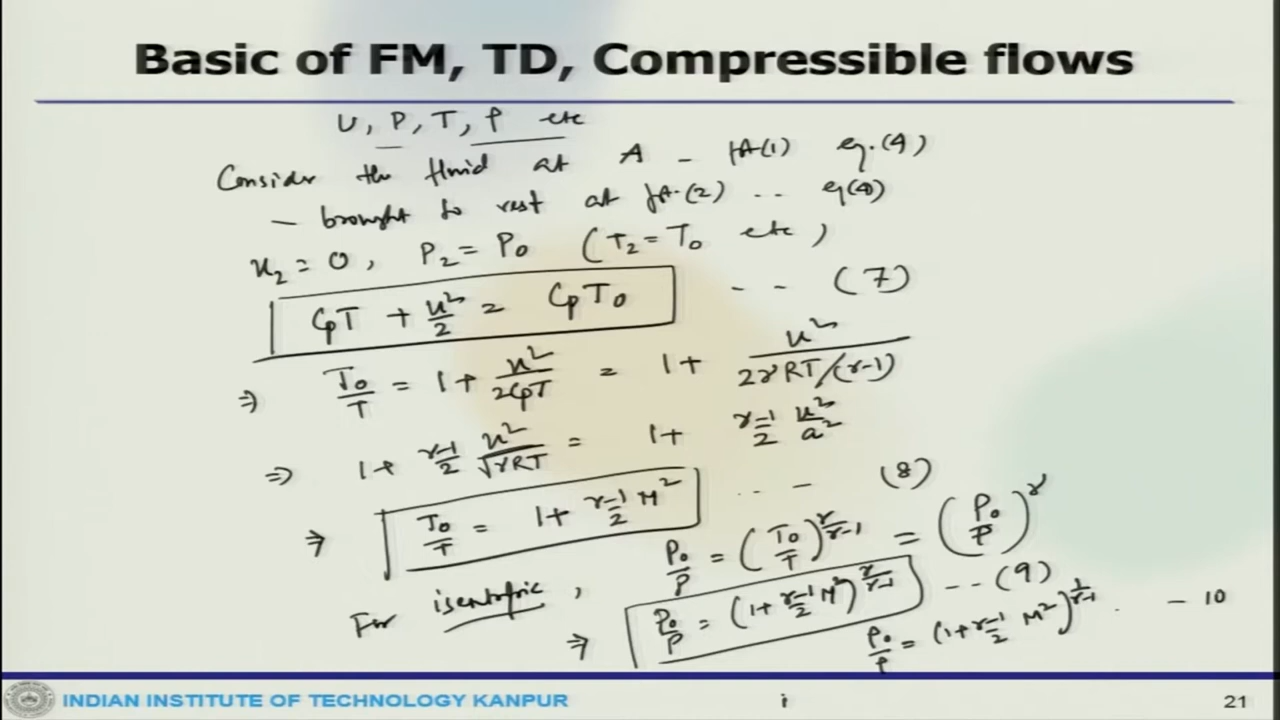 Basic of FM, TD, Compressible flows
U, P, T, ρ etc
Consider the fluid at A - pt(1) eq.(4)
- brought to rest at pt.(2) .. eq(4)
u₂ = 0, P₂ = P₀ (T₂ = T₀ etc)
CpT + u²/2 = CpT₀ -- (7)
⇒ T₀/T = 1 + u²/2CpT = 1 + u²/2γRT/(γ-1)
⇒ 1 + γ-1/2 u²/√γRT = 1 + γ-1/2 u²/a²
⇒ T₀/T = 1 + γ-1/2 M² ..- (8)
For isentropic, P₀/P = (T₀/T)^γ/γ-1 = (ρ₀/ρ)^γ
⇒ P₀/P = (1 + γ-1/2 M²)^γ/γ-1 -- (9)
ρ₀/ρ = (1 + γ-1/2 M²)^1/γ-1 . - 10
INDIAN INSTITUTE OF TECHNOLOGY KANPUR
i
21